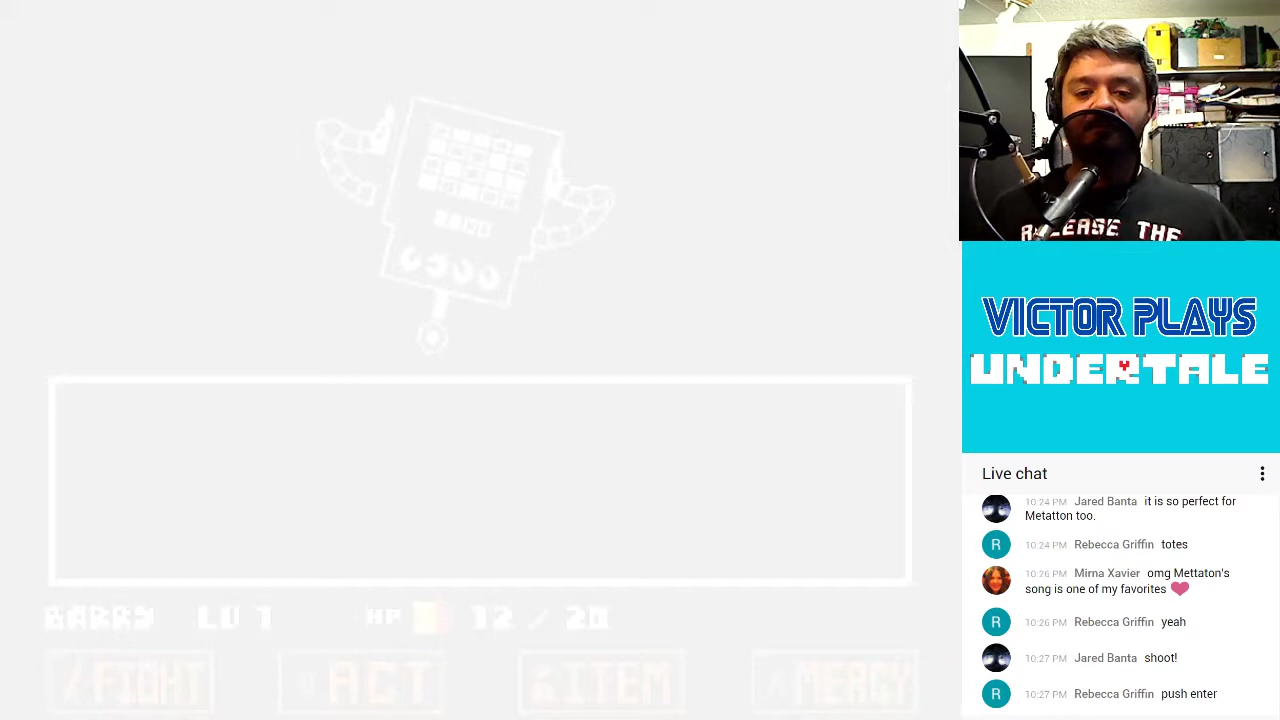 BARRY LV 1 HP 12 / 20
FIGHT ACT ITEM MERCY
RELEASE THE
VICTOR PLAYS
UNDERTALE
Live chat
10:24 PM Jared Banta it is so perfect for
Metatton too.
10:24 PM Rebecca Griffin totes
10:26 PM Mirna Xavier omg Mettaton's
song is one of my favorites
10:26 PM Rebecca Griffin yeah
10:27 PM Jared Banta shoot!
10:27 PM Rebecca Griffin push enter
R
R
R